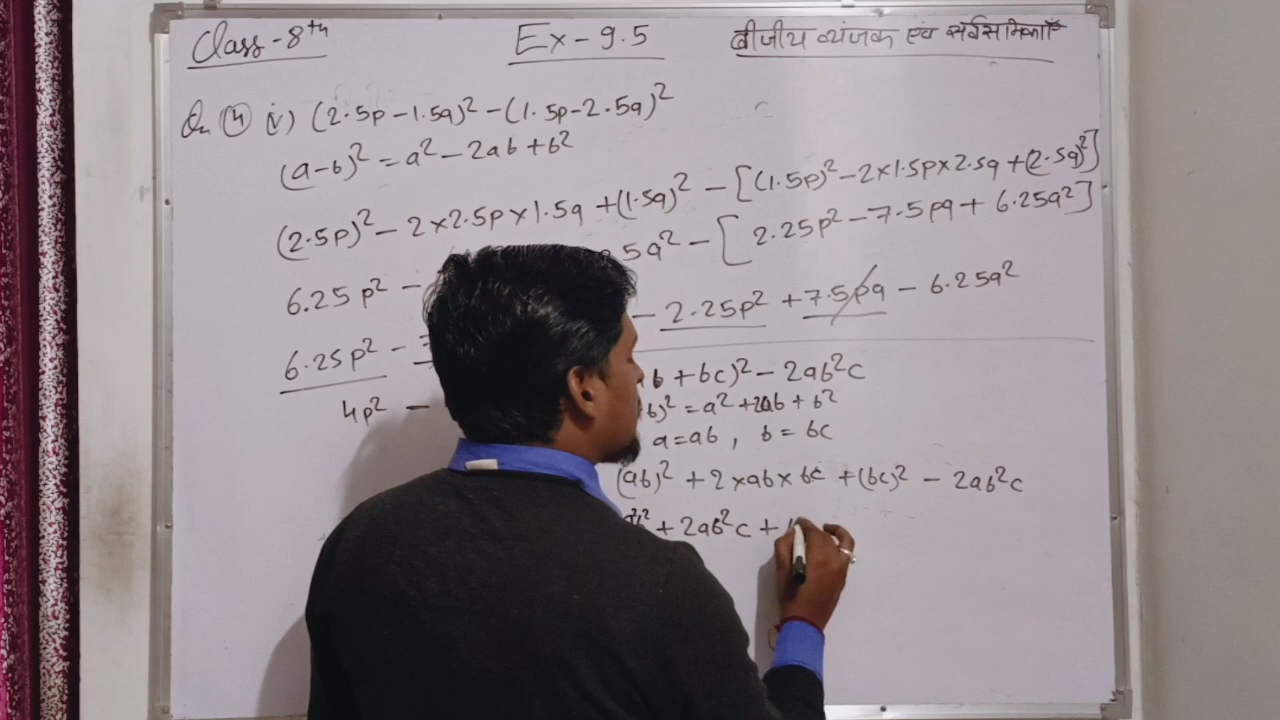 Class-8th Ex-9.5 बीजीय व्यंजक एवं सर्वसमिकाएँ
Qn ④ (v) (2.5p-1.5q)²-(1.5p-2.5q)²
(a-b)²=a²-2ab+b²
(2.5p)²-2×2.5p×1.5q+(1.5q)²-[(1.5p)²-2×1.5p×2.5q+(2.5q)²]
6.25p²- 5q²-[2.25p²-7.5pq+6.25q²]
6.25p²- -2.25p²+7.5pq-6.25q²
4p²-
b+bc)²-2ab²c
b)²=a²+2ab+b²
a=ab, b=bc
(ab)²+2×ab×bc+(bc)²-2ab²c
+2ab²c+